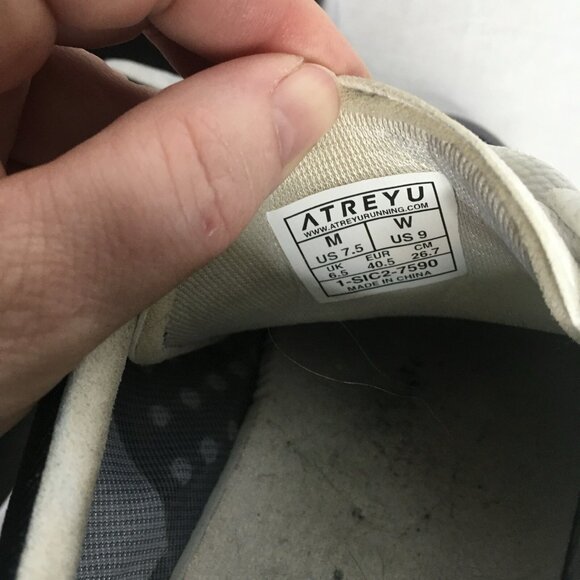 ATREYU
WWW.ATREYURUNNING.COM
M W
US 7.5 US 9
UK EUR CM
6.5 40.5 26.7
1-SIC2-7590
MADE IN CHINA